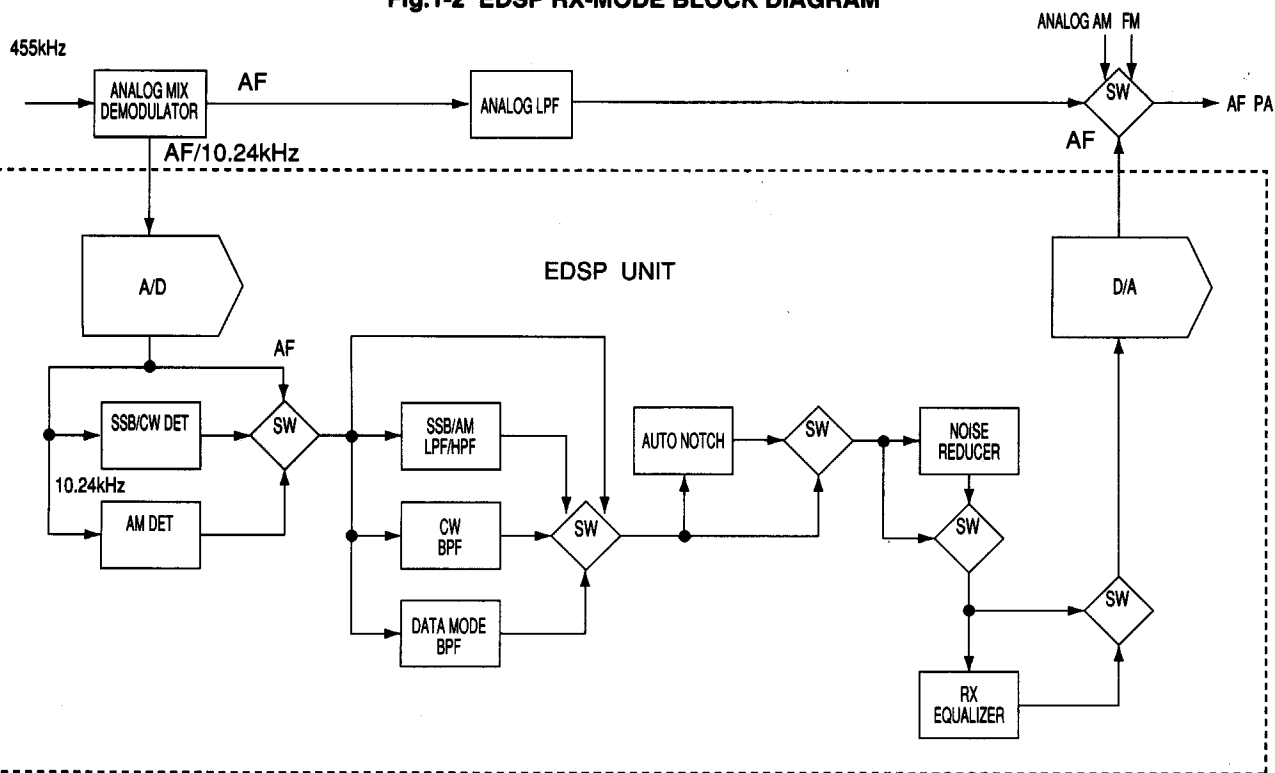 Fig.1-2 EDSP RX-MODE BLOCK DIAGRAM
ANALOG AM FM
455kHz
ANALOG MIX
DEMODULATOR
AF
ANALOG LPF
SW
AF PA
AF/10.24kHz
AF
A/D
EDSP UNIT
D/A
AF
SSB/CW DET
SW
SSB/AM
LPF/HPF
AUTO NOTCH
SW
NOISE
REDUCER
10.24kHz
AM DET
CW
BPF
SW
SW
DATA MODE
BPF
SW
RX
EQUALIZER